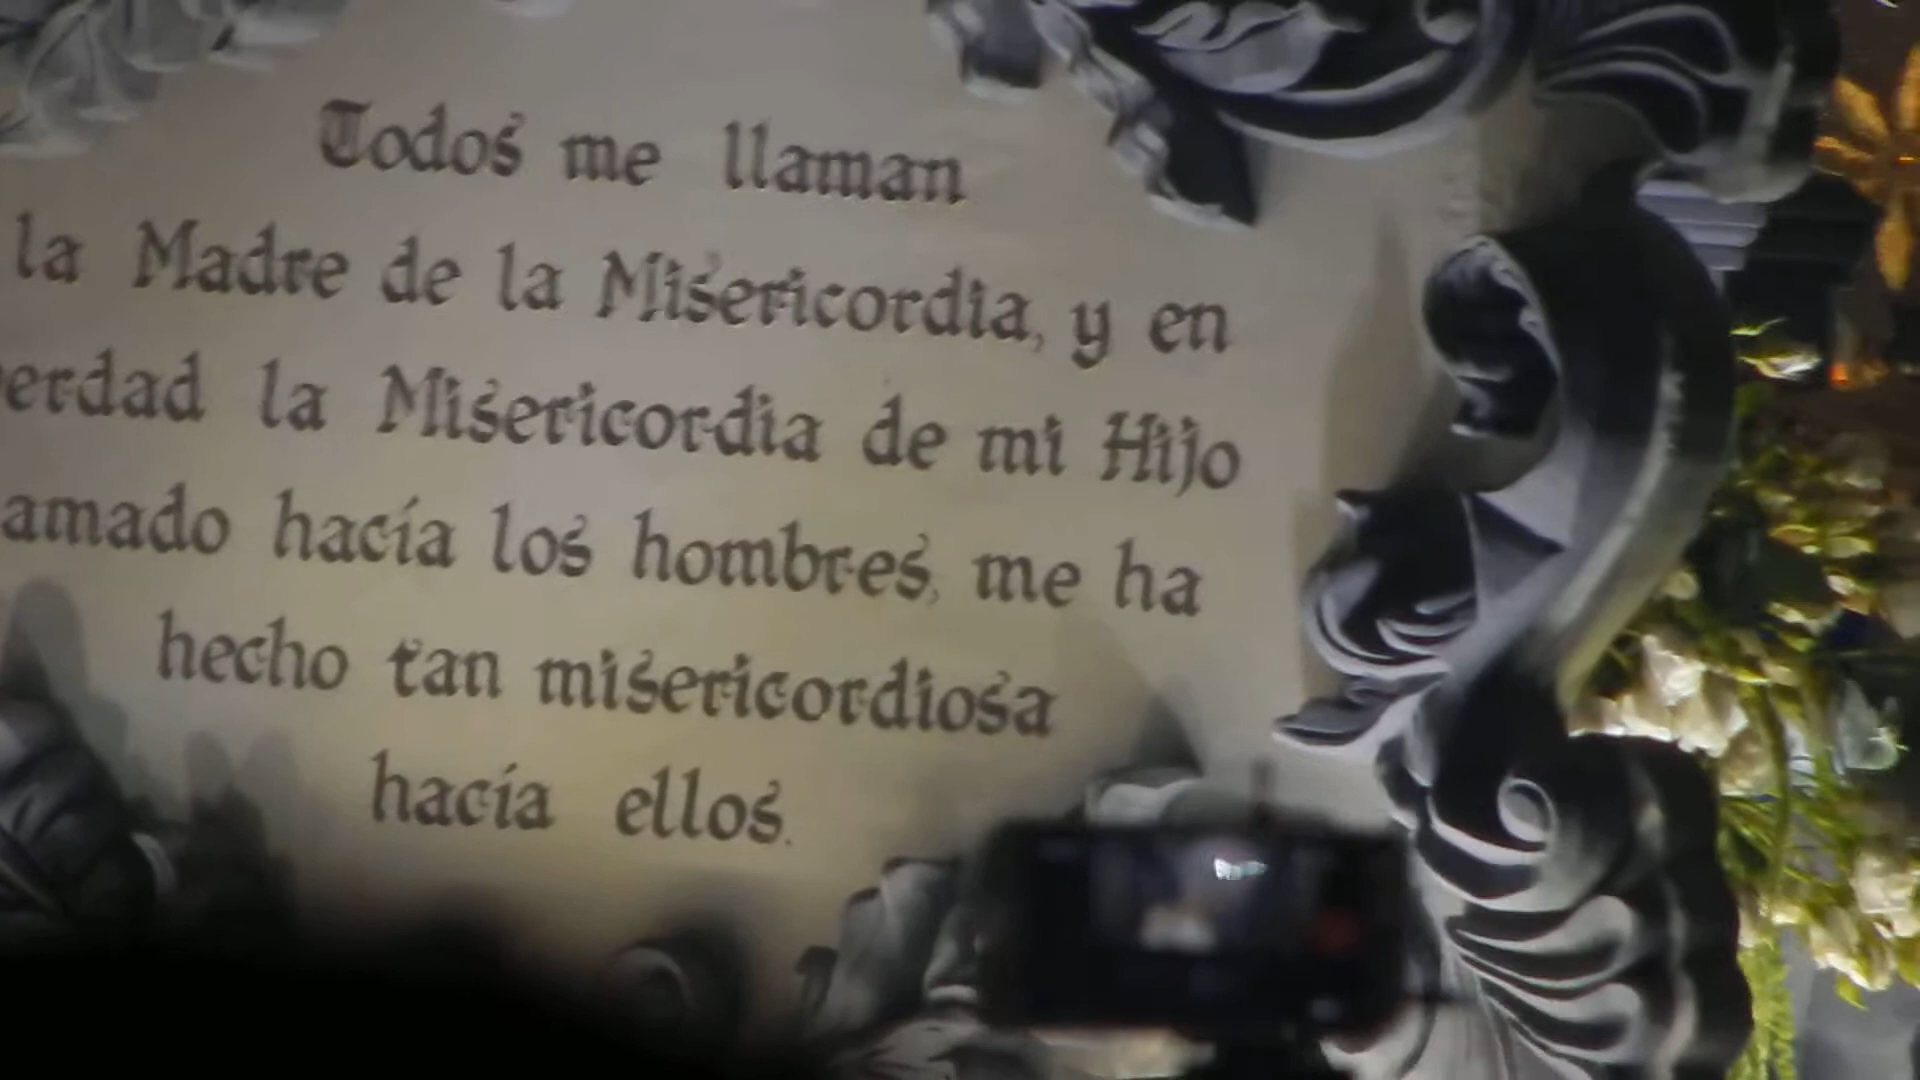 Todos me llaman
la Madre de la Misericordia, y en
verdad la Misericordia de mi Hijo
amado hacía los hombres, me ha
hecho tan misericordiosa
hacía ellos.